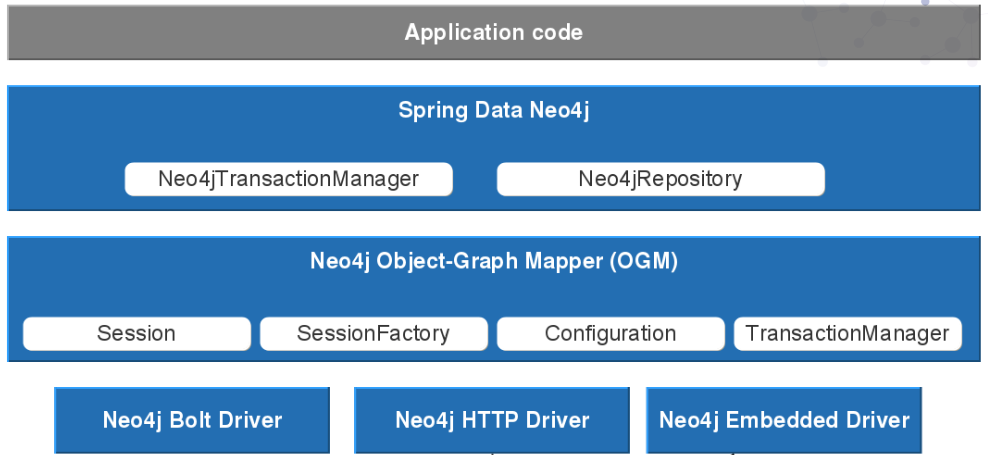 Application code
Spring Data Neo4j
Neo4jTransactionManager
Neo4jRepository
Neo4j Object-Graph Mapper (OGM)
Session
SessionFactory
Configuration
TransactionManager
Neo4j Bolt Driver
Neo4j HTTP Driver
Neo4j Embedded Driver